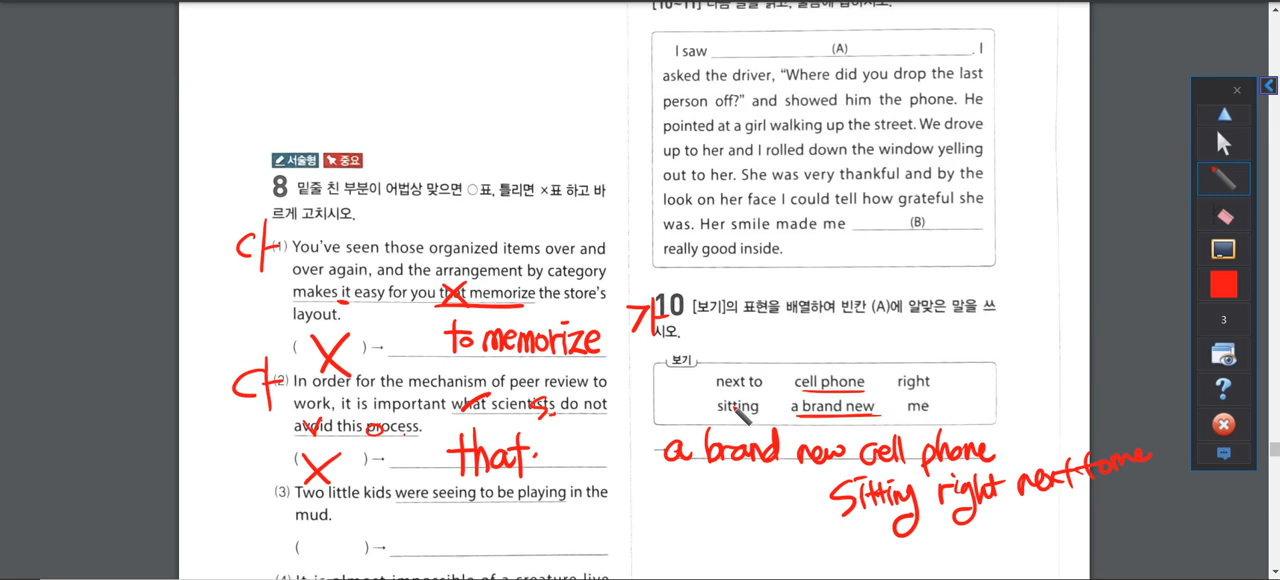 [10~11] 다음 글을 읽고, 물음에 답하시오.
I saw (A) . I
asked the driver, “Where did you drop the last
person off?” and showed him the phone. He
pointed at a girl walking up the street. We drove
up to her and I rolled down the window yelling
out to her. She was very thankful and by the
look on her face I could tell how grateful she
was. Her smile made me (B)
really good inside.
서술형 중요
8 밑줄 친 부분이 어법상 맞으면 ○표, 틀리면 ×표 하고 바
르게 고치시오.
(1) You’ve seen those organized items over and
over again, and the arrangement by category
makes it easy for you that memorize the store’s
layout.
( X ) → to memorize
(2) In order for the mechanism of peer review to
work, it is important what scientists do not
avoid this process.
( X ) → that.
(3) Two little kids were seeing to be playing in the
mud.
( ) →
(4) It is almost impossible of a creature live
10 [보기]의 표현을 배열하여 빈칸 (A)에 알맞은 말을 쓰
시오.
보기
next to cell phone right
sitting a brand new me
a brand new cell phone
sitting right next to me
3